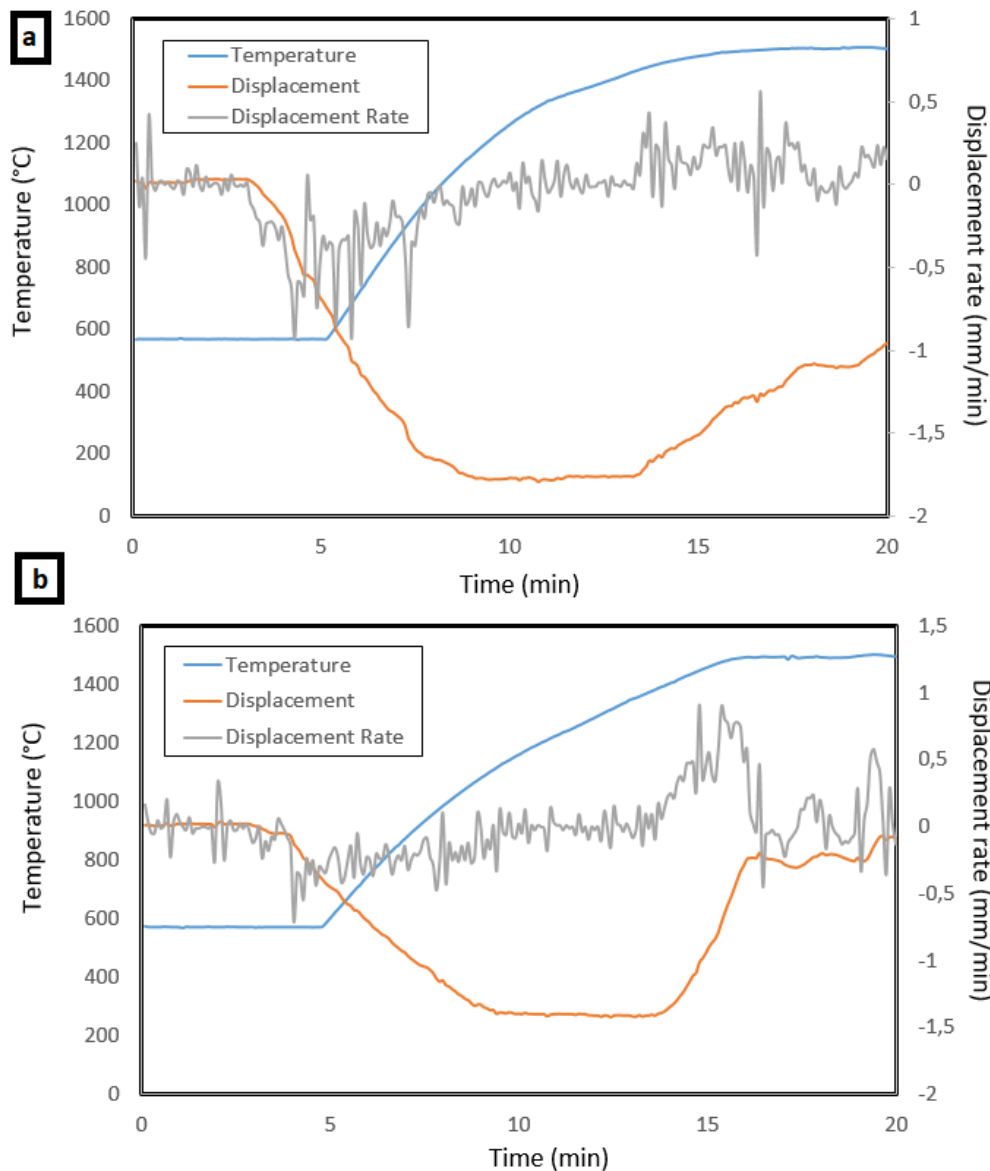 a
Temperature
Displacement
Displacement Rate
Temperature (°C)
1600
1400
1200
1000
800
600
400
200
0
1
0,5
0
-0,5
-1
-1,5
-2
Displacement rate (mm/min)
0 5 10 15 20
Time (min)
b
Temperature
Displacement
Displacement Rate
Temperature (°C)
1600
1400
1200
1000
800
600
400
200
0
1,5
1
0,5
0
-0,5
-1
-1,5
-2
Displacement rate (mm/min)
0 5 10 15 20
Time (min)